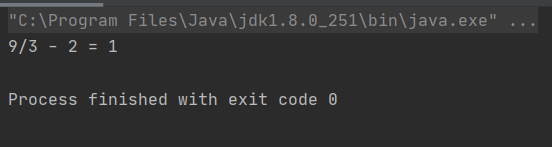 "C:\Program Files\Java\jdk1.8.0_251\bin\java.exe" ...
9/3 - 2 = 1
Process finished with exit code 0